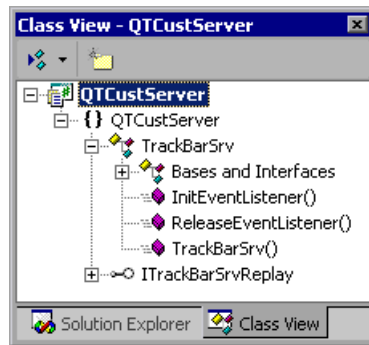 Class View - QTCustServer
QTCustServer
{} QTCustServer
TrackBarSrv
Bases and Interfaces
InitEventListener()
ReleaseEventListener()
TrackBarSrv()
ITrackBarSrvReplay
Solution Explorer Class View